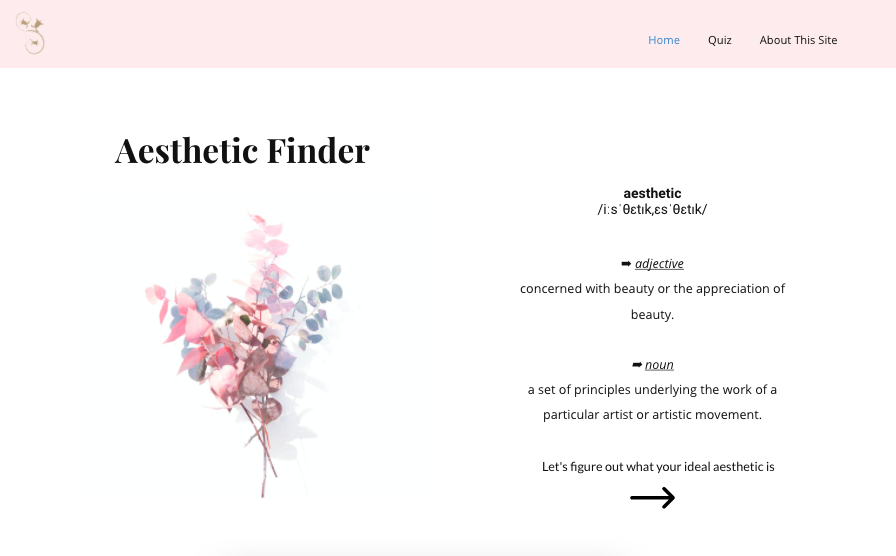 Home Quiz About This Site
Aesthetic Finder
aesthetic
/iːsˈθɛtɪk,ɛsˈθɛtɪk/
➡ adjective
concerned with beauty or the appreciation of
beauty.
➡ noun
a set of principles underlying the work of a
particular artist or artistic movement.
Let's figure out what your ideal aesthetic is